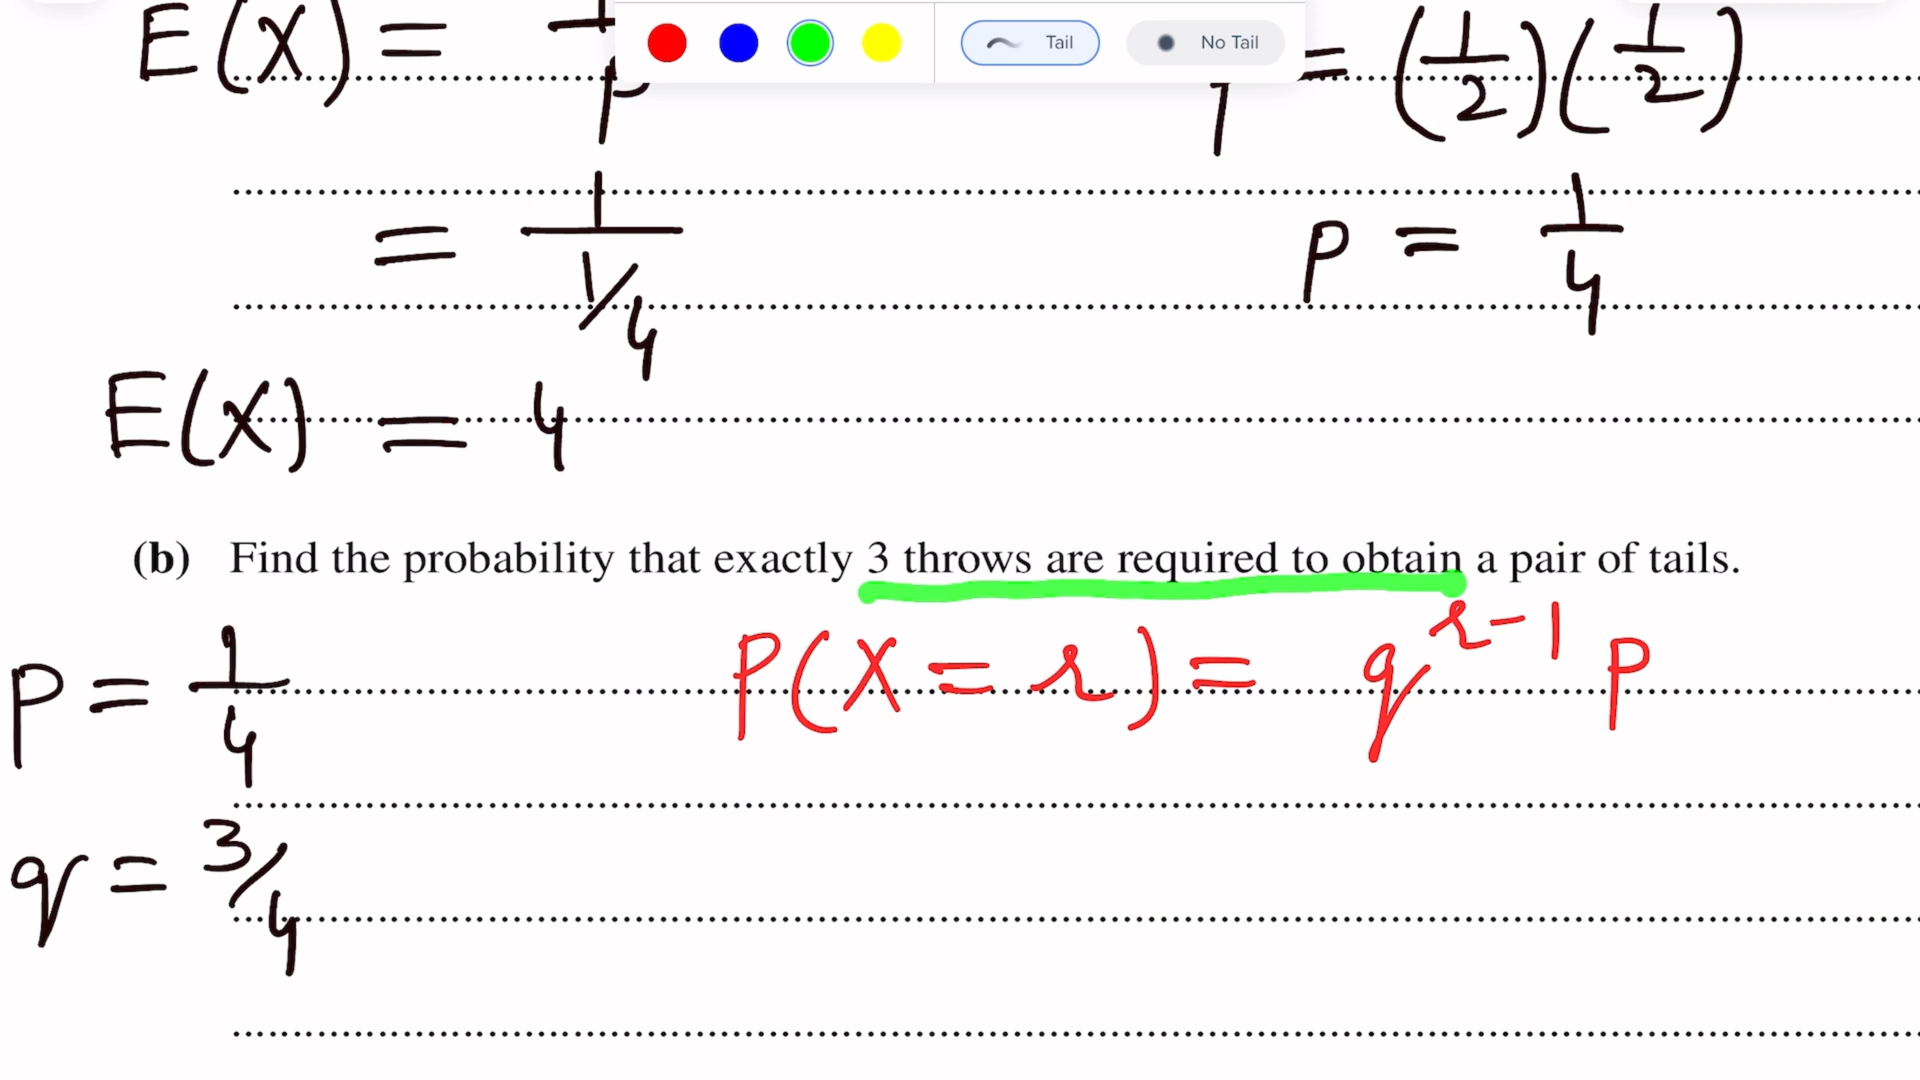 E(X) = 1/p
Tail
No Tail
= (1/2)(1/2)
= 1/(1/4)
p = 1/4
E(X) = 4
(b) Find the probability that exactly 3 throws are required to obtain a pair of tails.
P = 1/4
P(X = r) = q^(r-1) P
q = 3/4